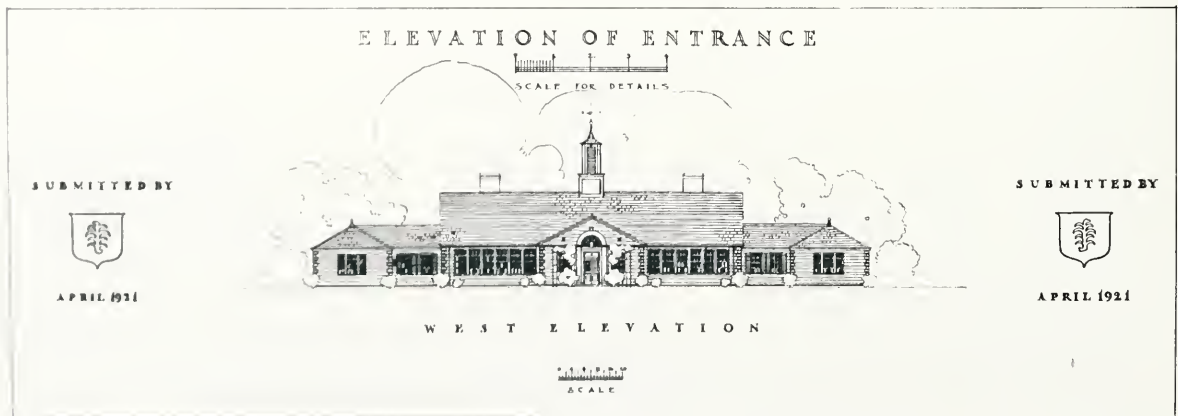 ELEVATION OF ENTRANCE
SCALE FOR DETAILS
SUBMITTED BY
APRIL 1921
SUBMITTED BY
APRIL 1921
WEST ELEVATION
SCALE